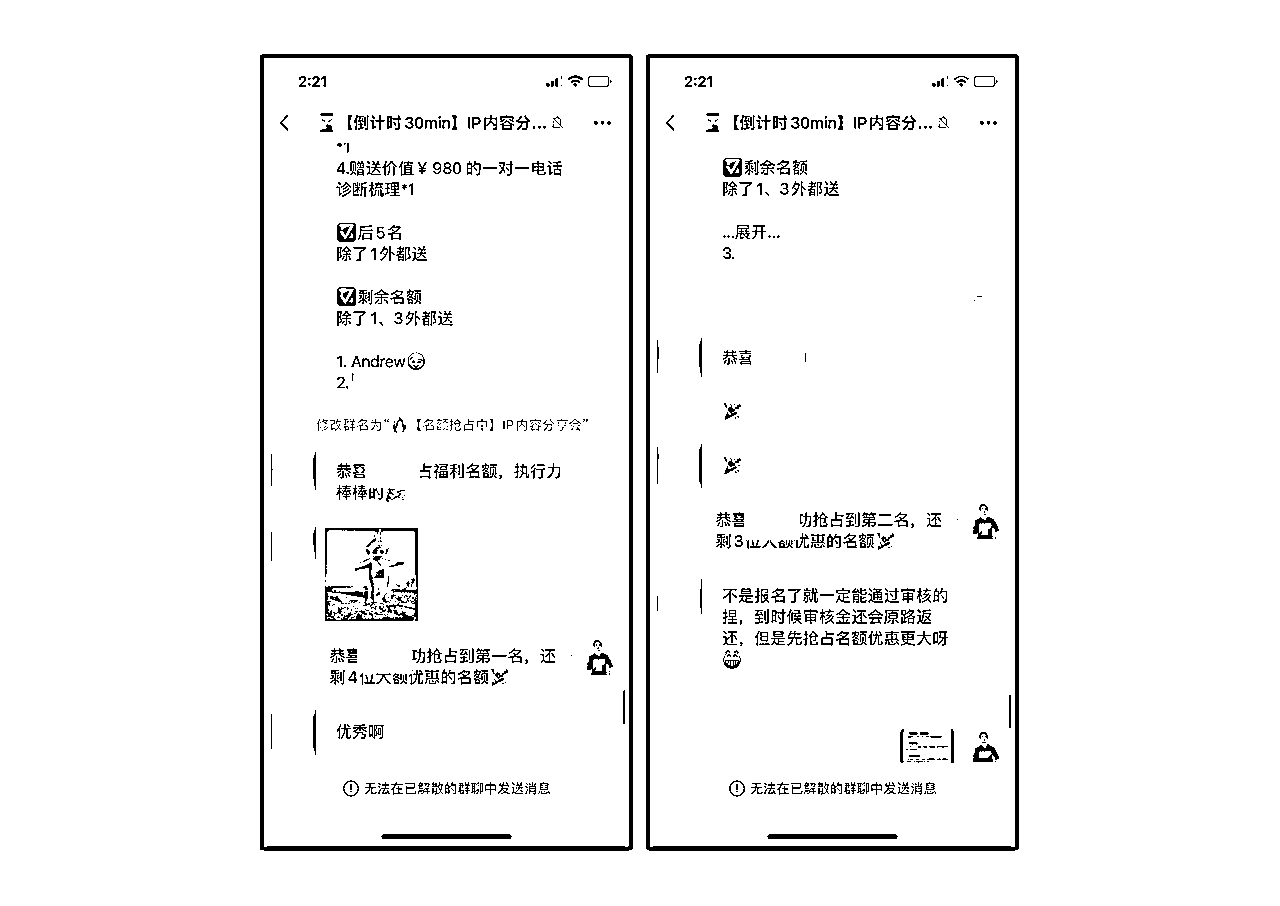 2:21
【倒计时30min】IP内容分...
4.赠送价值¥ 980 的一对一电话
诊断梳理*1
后5名
除了1外都送
剩余名额
除了1、3外都送
1. Andrew
2.
修改群名为“【名额抢占中】IP内容分享会”
恭喜 占福利名额，执行力
棒棒的
恭喜 功抢占到第一名，还
剩4位大额优惠的名额
优秀啊
无法在已解散的群聊中发送消息
2:21
【倒计时30min】IP内容分...
剩余名额
除了1、3外都送
...展开...
3.
恭喜
恭喜 功抢占到第二名，还
剩3位大额优惠的名额
不是报名了就一定能通过审核的
捏，到时候审核金还会原路返
还，但是先抢占名额优惠更大呀
无法在已解散的群聊中发送消息